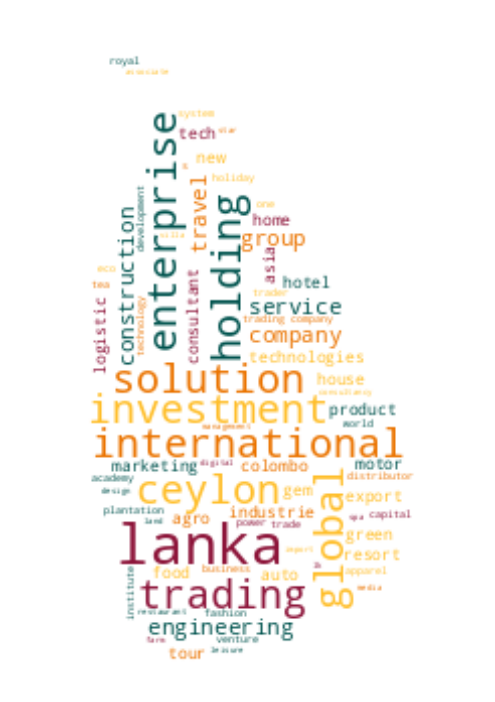 royal
associate
system
tech star
new
s
holiday
enterprise
travel
holding
development
one
construction
villa
home
group
asia
eco
tea
hotel
consultant
trader
logistic
technology
service
trading company
company
technologies
solution
house
consultancy
investment
product
management
world
international
marketing digital colombo motor
academy
distributor
design
ceylon
gem
global
export
plantation
land
agro
industrie
spa capital
power trade
lanka
green
export
resort
food
business
auto
apparel
institute
trading
media
restaurant
fashion
engineering
farm
venture
tour
leisure